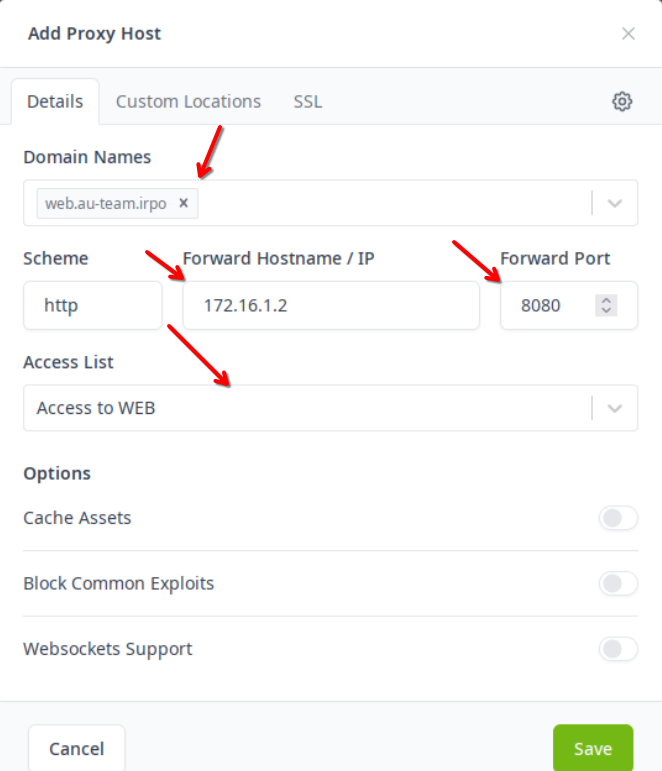 Add Proxy Host
Details Custom Locations SSL
Domain Names
web.au-team.irpo ×
Scheme Forward Hostname / IP Forward Port
http 172.16.1.2 8080
Access List
Access to WEB
Options
Cache Assets
Block Common Exploits
Websockets Support
Cancel Save